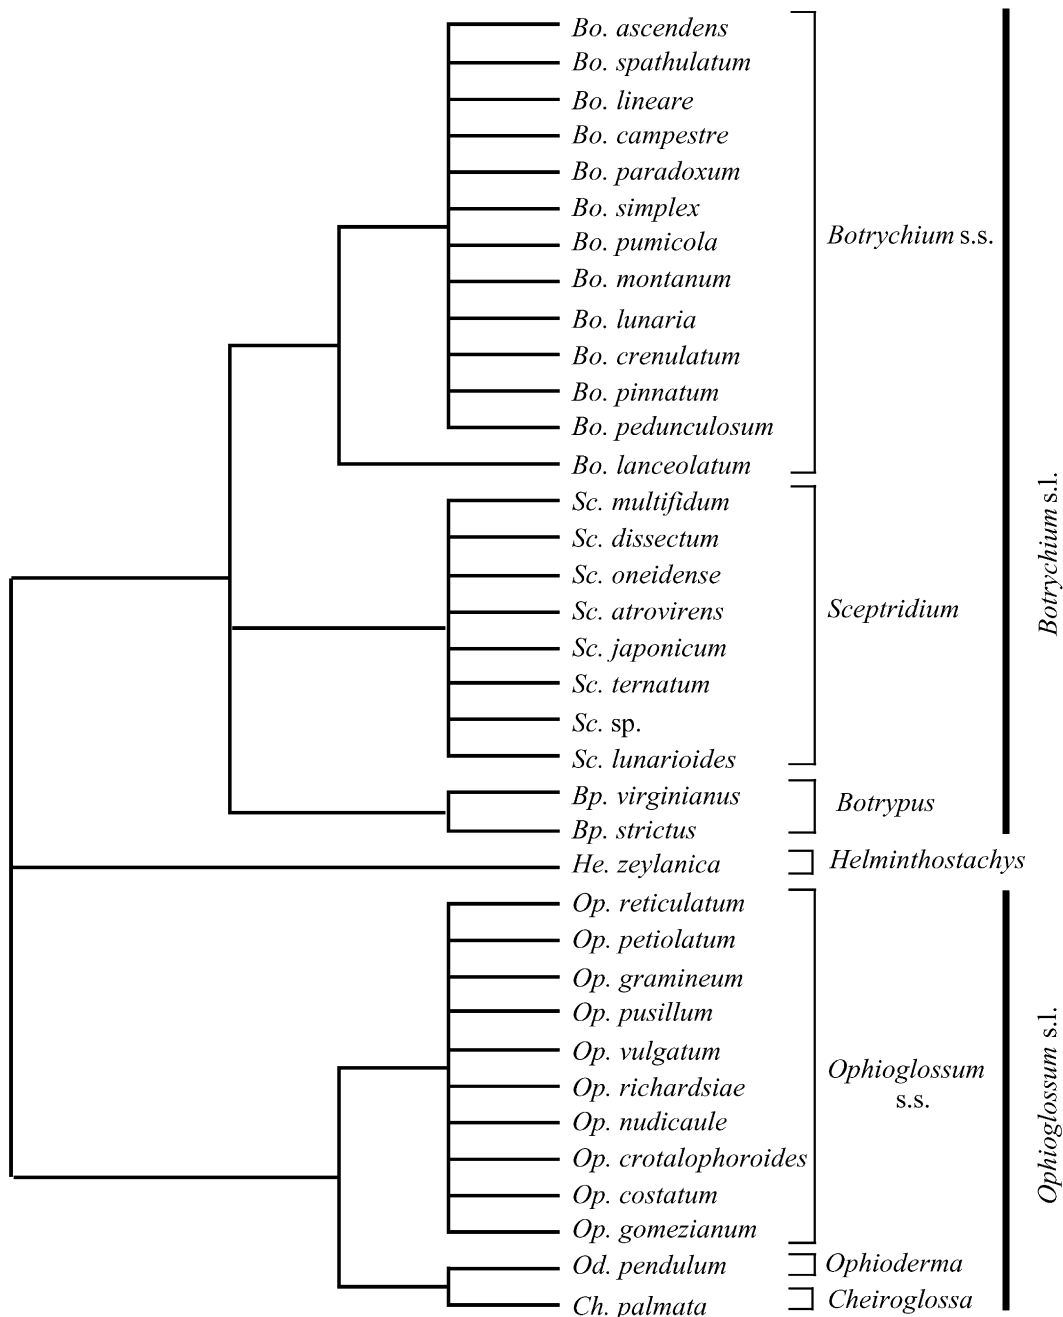 Bo. ascendens
Bo. spathulatum
Bo. lineare
Bo. campestre
Bo. paradoxum
Bo. simplex
Bo. pumicola
Bo. montanum
Bo. lunaria
Bo. crenulatum
Bo. pinnatum
Bo. pedunculosum
Bo. lanceolatum
Botrychium s.s.
Sc. multifidum
Sc. dissectum
Sc. oneidense
Sc. atrovirens
Sc. japonicum
Sc. ternatum
Sc. sp.
Sc. lunarioides
Sceptridium
Bp. virginianus
Bp. strictus
Botrypus
Botrychium s.l.
He. zeylanica
Helminthostachys
Op. reticulatum
Op. petiolatum
Op. gramineum
Op. pusillum
Op. vulgatum
Op. richardsiae
Op. nudicaule
Op. crotalophoroides
Op. costatum
Op. gomezianum
Ophioglossum
s.s.
Od. pendulum
Ophioderma
Ch. palmata
Cheiroglossa
Ophioglossum s.l.